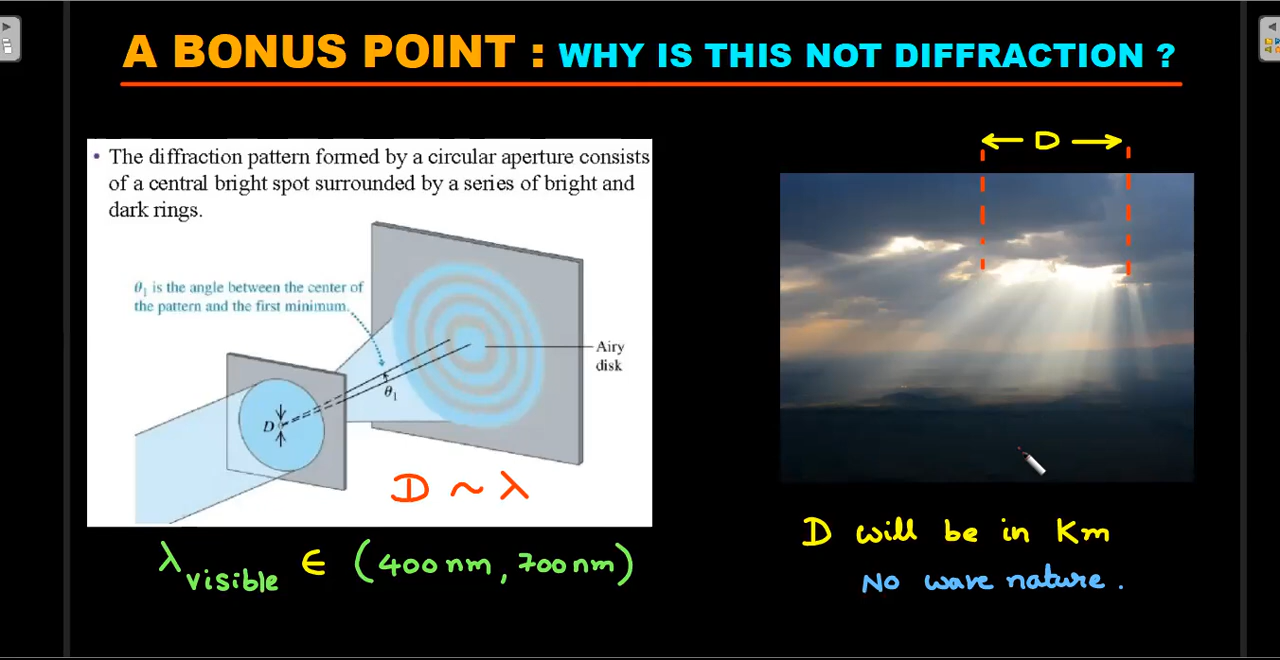 A BONUS POINT : WHY IS THIS NOT DIFFRACTION ?
• The diffraction pattern formed by a circular aperture consists
of a central bright spot surrounded by a series of bright and
dark rings.
θ₁ is the angle between the center of
the pattern and the first minimum.
Airy
disk
θ₁
D
D ~ λ
λ visible ∈ (400 nm, 700 nm)
D
D will be in Km
No wave nature.